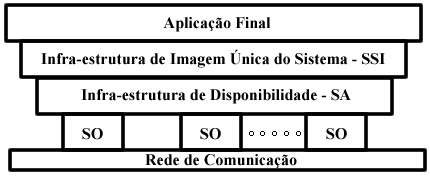 Aplicação Final
Infra-estrutura de Imagem Única do Sistema - SSI
Infra-estrutura de Disponibilidade - SA
SO SO SO
Rede de Comunicação